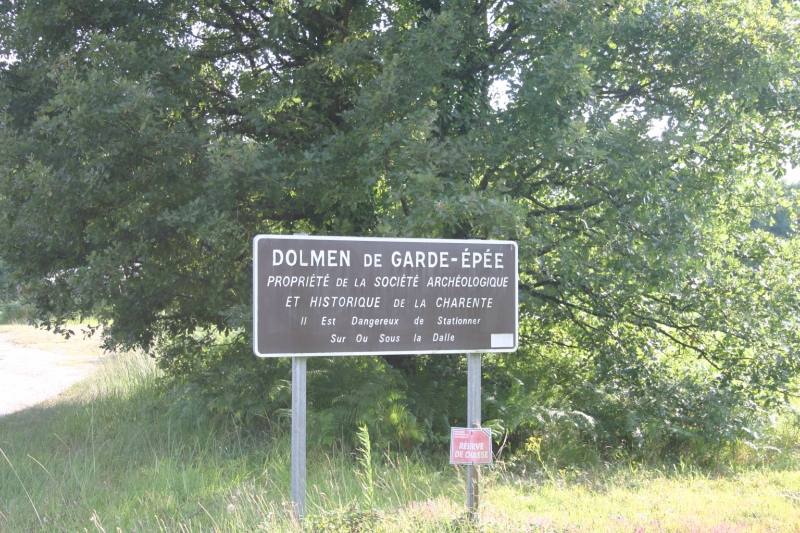 DOLMEN DE GARDE-ÉPÉE
PROPRIÉTÉ DE LA SOCIÉTÉ ARCHÉOLOGIQUE
ET HISTORIQUE DE LA CHARENTE
Il Est Dangereux de Stationner
Sur Ou Sous la Dalle
RÉSERVE
DE CHASSE